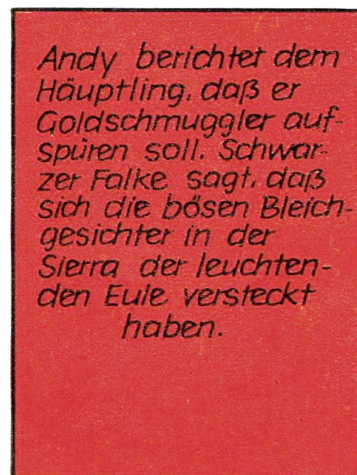 Andy berichtet dem
Häuptling, daß er
Goldschmuggler auf-
spüren soll. Schwar-
zer Falke sagt, daß
sich die bösen Bleich-
gesichter in der
Sierra der leuchten-
den Eule versteckt
haben.